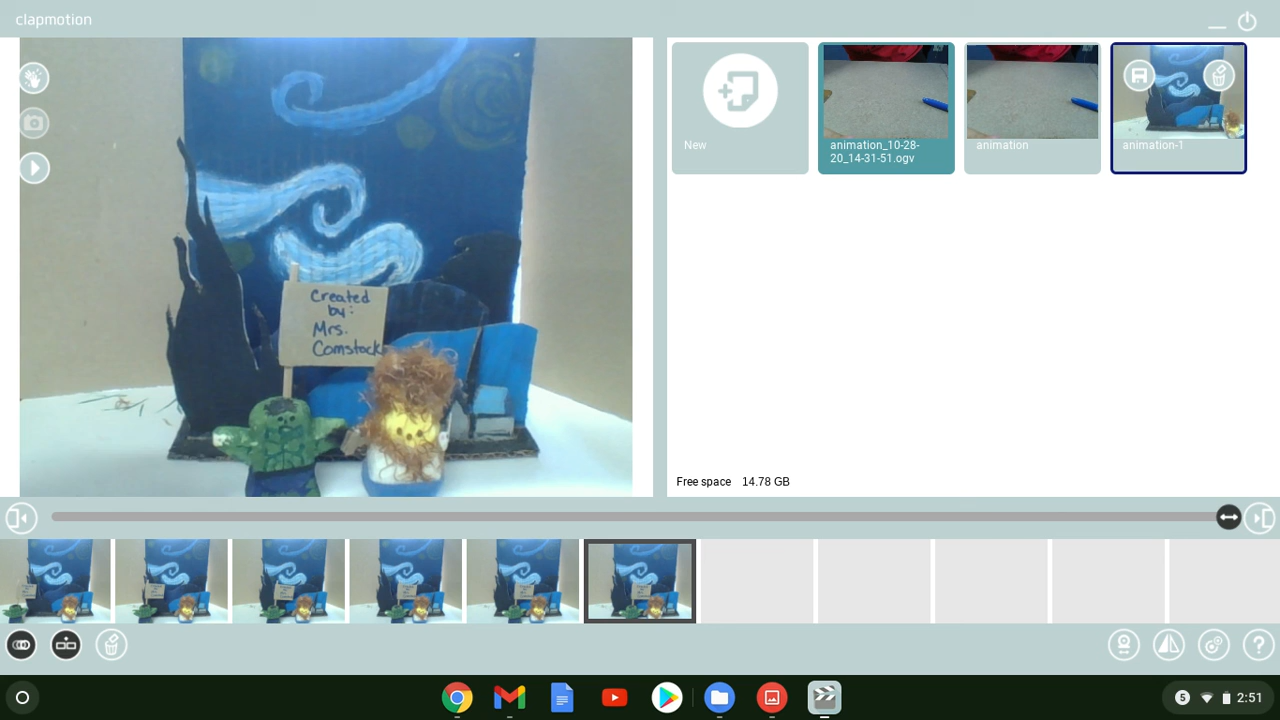 clapmotion
Created
by:
Mrs.
Comstock
New
animation_10-28-
20_14-31-51.ogv
animation
animation-1
Free space 14.78 GB
?
5
2:51